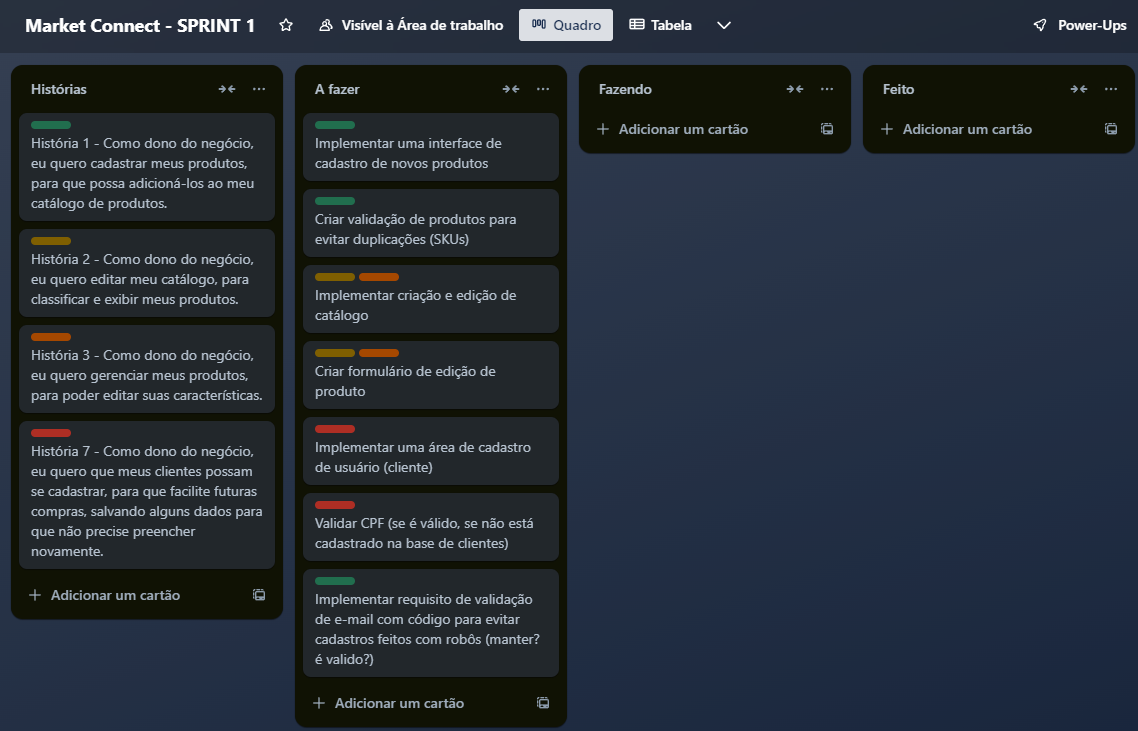 Market Connect - SPRINT 1
Visível à Área de trabalho
Quadro
Tabela
Power-Ups
Histórias
História 1 - Como dono do negócio,
eu quero cadastrar meus produtos,
para que possa adicioná-los ao meu
catálogo de produtos.
História 2 - Como dono do negócio,
eu quero editar meu catálogo, para
classificar e exibir meus produtos.
História 3 - Como dono do negócio,
eu quero gerenciar meus produtos,
para poder editar suas características.
História 7 - Como dono do negócio,
eu quero que meus clientes possam
se cadastrar, para que facilite futuras
compras, salvando alguns dados para
que não precise preencher
novamente.
Adicionar um cartão
A fazer
Implementar uma interface de
cadastro de novos produtos
Criar validação de produtos para
evitar duplicações (SKUs)
Implementar criação e edição de
catálogo
Criar formulário de edição de
produto
Implementar uma área de cadastro
de usuário (cliente)
Validar CPF (se é válido, se não está
cadastrado na base de clientes)
Implementar requisito de validação
de e-mail com código para evitar
cadastros feitos com robôs (manter?
é valido?)
Adicionar um cartão
Fazendo
Adicionar um cartão
Feito
Adicionar um cartão